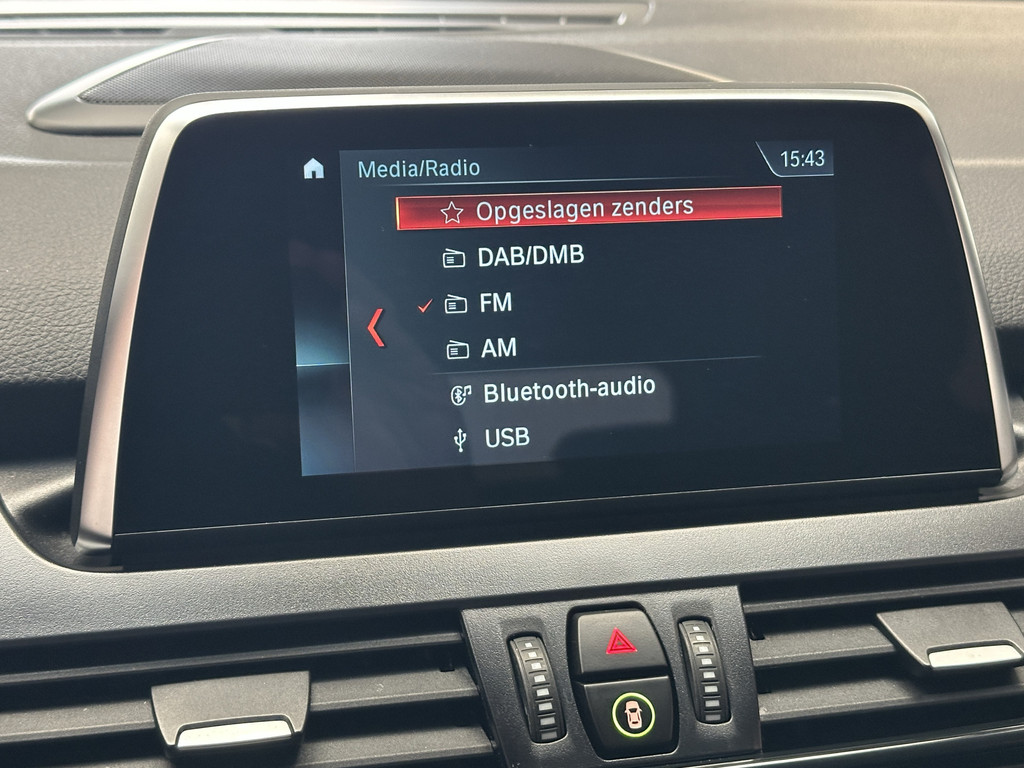 Media/Radio
15:43
Opgeslagen zenders
DAB/DMB
FM
AM
Bluetooth-audio
USB